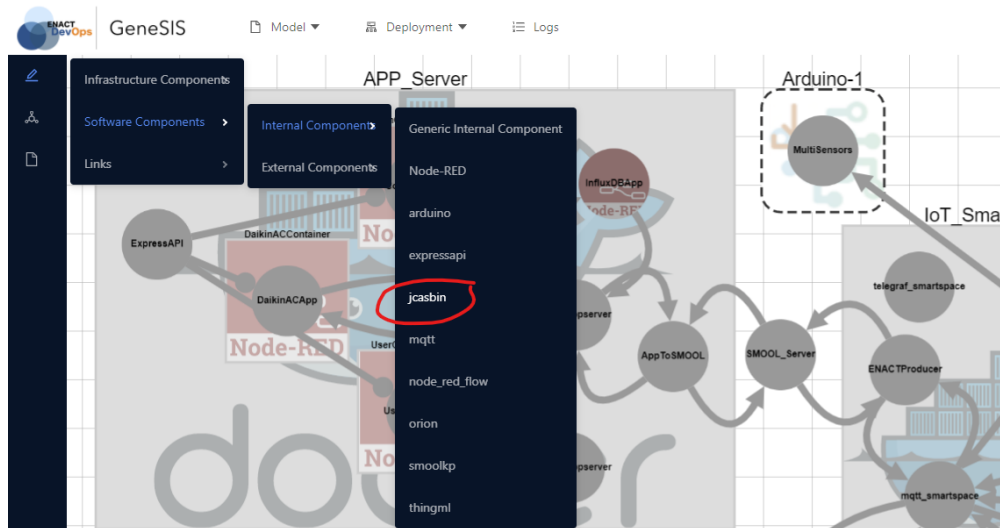 ENACT
DevOps
GeneSIS
Model
Deployment
Logs
Infrastructure Components
Software Components
Links
Internal Components
External Components
Generic Internal Component
Node-RED
arduino
expressapi
jcasbin
mqtt
node_red_flow
orion
smoolkp
thingml
APP_Server
Arduino-1
MultiSensors
InfluxDBApp
ExpressAPI
DaikinACContainer
DaikinACApp
Node-RED
AppToSMOOL
SMOOL_Server
telegraf_smartspace
ENACTProducer
mqtt_smartspace